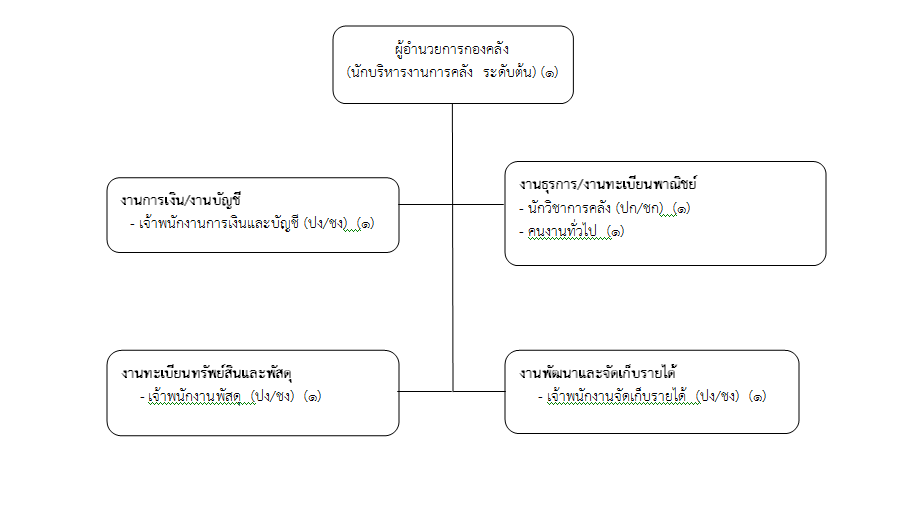 ผู้อำนวยการกองคลัง
(นักบริหารงานการคลัง ระดับต้น) (๑)
งานการเงิน/งานบัญชี
- เจ้าพนักงานการเงินและบัญชี (ปง/ชง) (๑)
งานธุรการ/งานทะเบียนพาณิชย์
- นักวิชาการคลัง (ปก/ชก) (๑)
- คนงานทั่วไป (๑)
งานทะเบียนทรัพย์สินและพัสดุ
- เจ้าพนักงานพัสดุ (ปง/ชง) (๑)
งานพัฒนาและจัดเก็บรายได้
- เจ้าพนักงานจัดเก็บรายได้ (ปง/ชง) (๑)